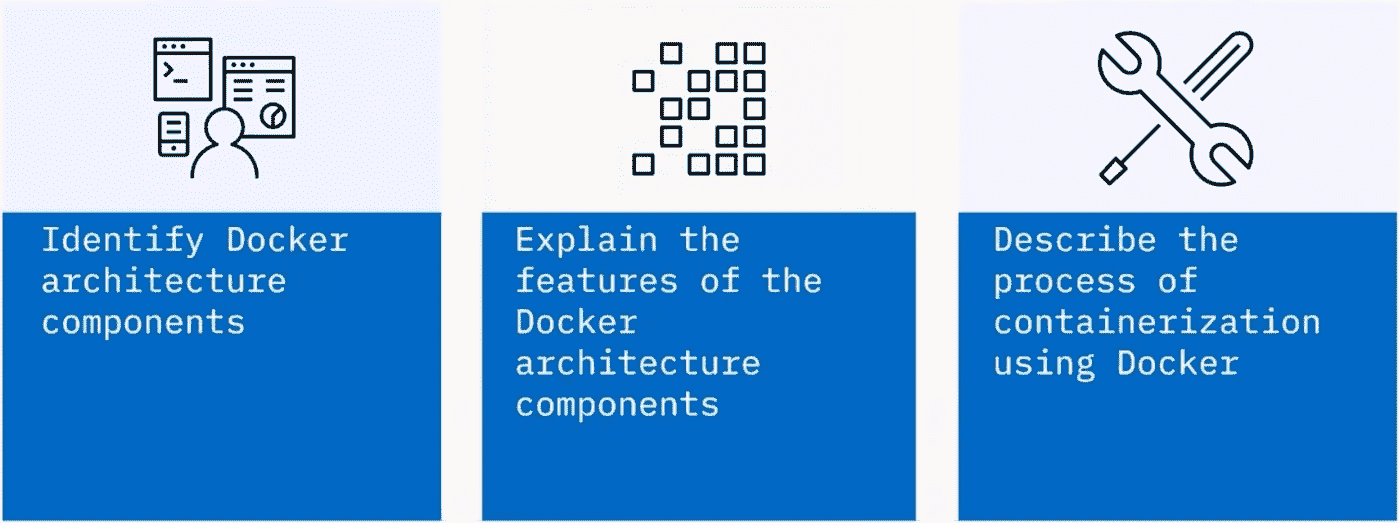 Identify Docker
architecture
components
Explain the
features of the
Docker
architecture
components
Describe the
process of
containerization
using Docker